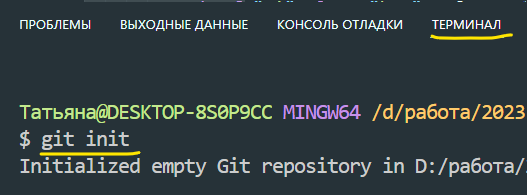 ПРОБЛЕМЫ ВЫХОДНЫЕ ДАННЫЕ КОНСОЛЬ ОТЛАДКИ ТЕРМИНАЛ
Татьяна@DESKTOP-8S0P9CC MINGW64 /d/работа/2023
$ git init
Initialized empty Git repository in D:/работа/